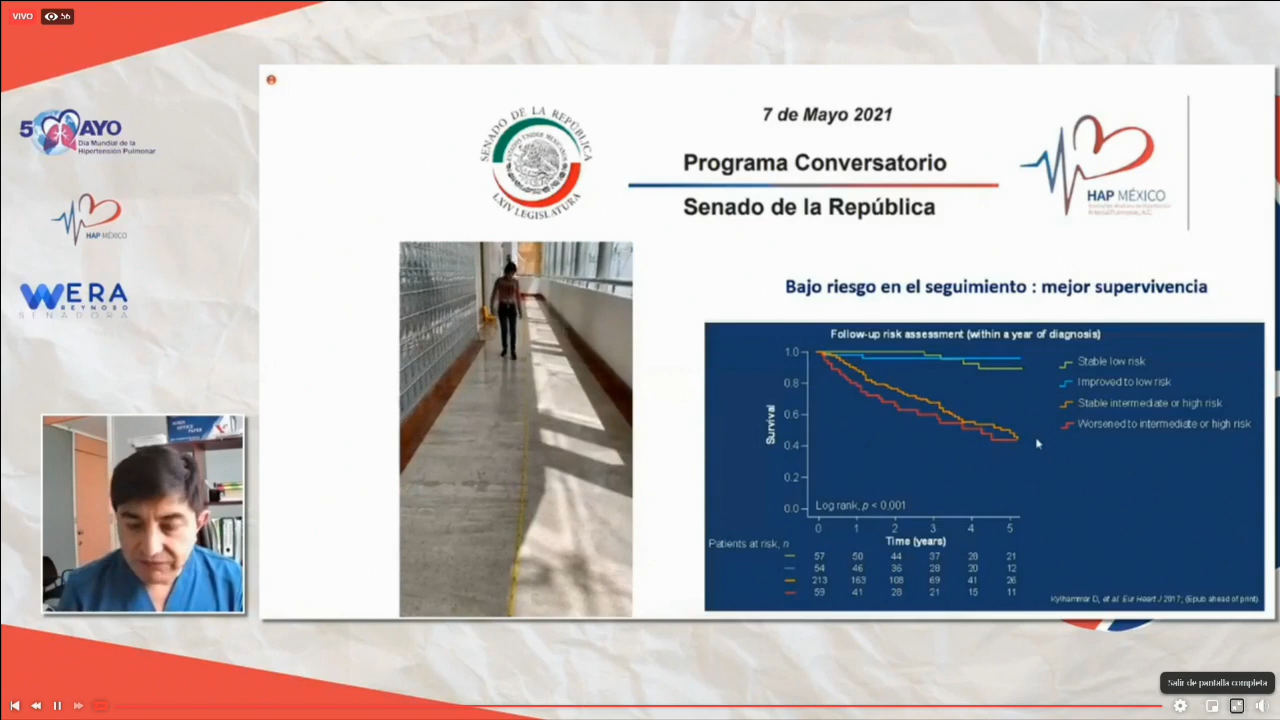 VIVO 56
5 MAYO
Día Mundial de la
Hipertensión Pulmonar
HAP MÉXICO
WERA
REYNOSO
SENADORA
SENADO DE LA REPÚBLICA
ESTADOS UNIDOS MEXICANOS
LXIV LEGISLATURA
7 de Mayo 2021
Programa Conversatorio
Senado de la República
HAP MÉXICO
Bajo riesgo en el seguimiento : mejor supervivencia
Follow-up risk assessment (within a year of diagnosis)
Survival
1.0
0.8
0.6
0.4
0.2
0.0
Stable low risk
Improved to low risk
Stable intermediate or high risk
Worsened to intermediate or high risk
Log rank, p < 0.001
0 1 2 3 4 5
Time (years)
Patients at risk, n
57 50 44 37 28 21
54 46 36 28 20 12
213 163 108 69 41 26
59 41 28 21 15 11
Kylhammar D, et al. Eur Heart J 2017; (Epub ahead of print).
OFFICE
PAPER
Salir de pantalla completa